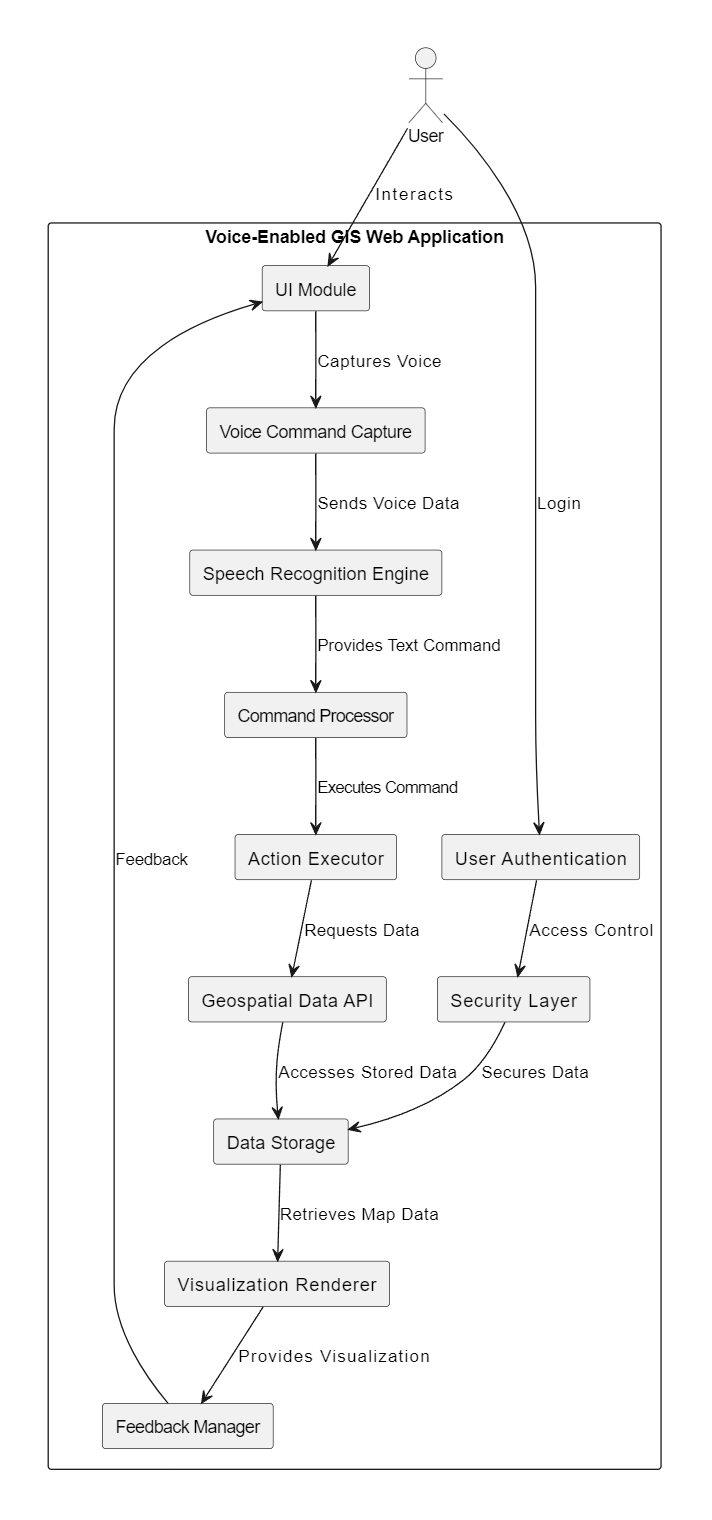 User
Interacts
Voice-Enabled GIS Web Application
UI Module
Captures Voice
Voice Command Capture
Sends Voice Data
Login
Speech Recognition Engine
Provides Text Command
Command Processor
Executes Command
Action Executor
User Authentication
Feedback
Requests Data
Access Control
Geospatial Data API
Security Layer
Accesses Stored Data
Secures Data
Data Storage
Retrieves Map Data
Visualization Renderer
Provides Visualization
Feedback Manager